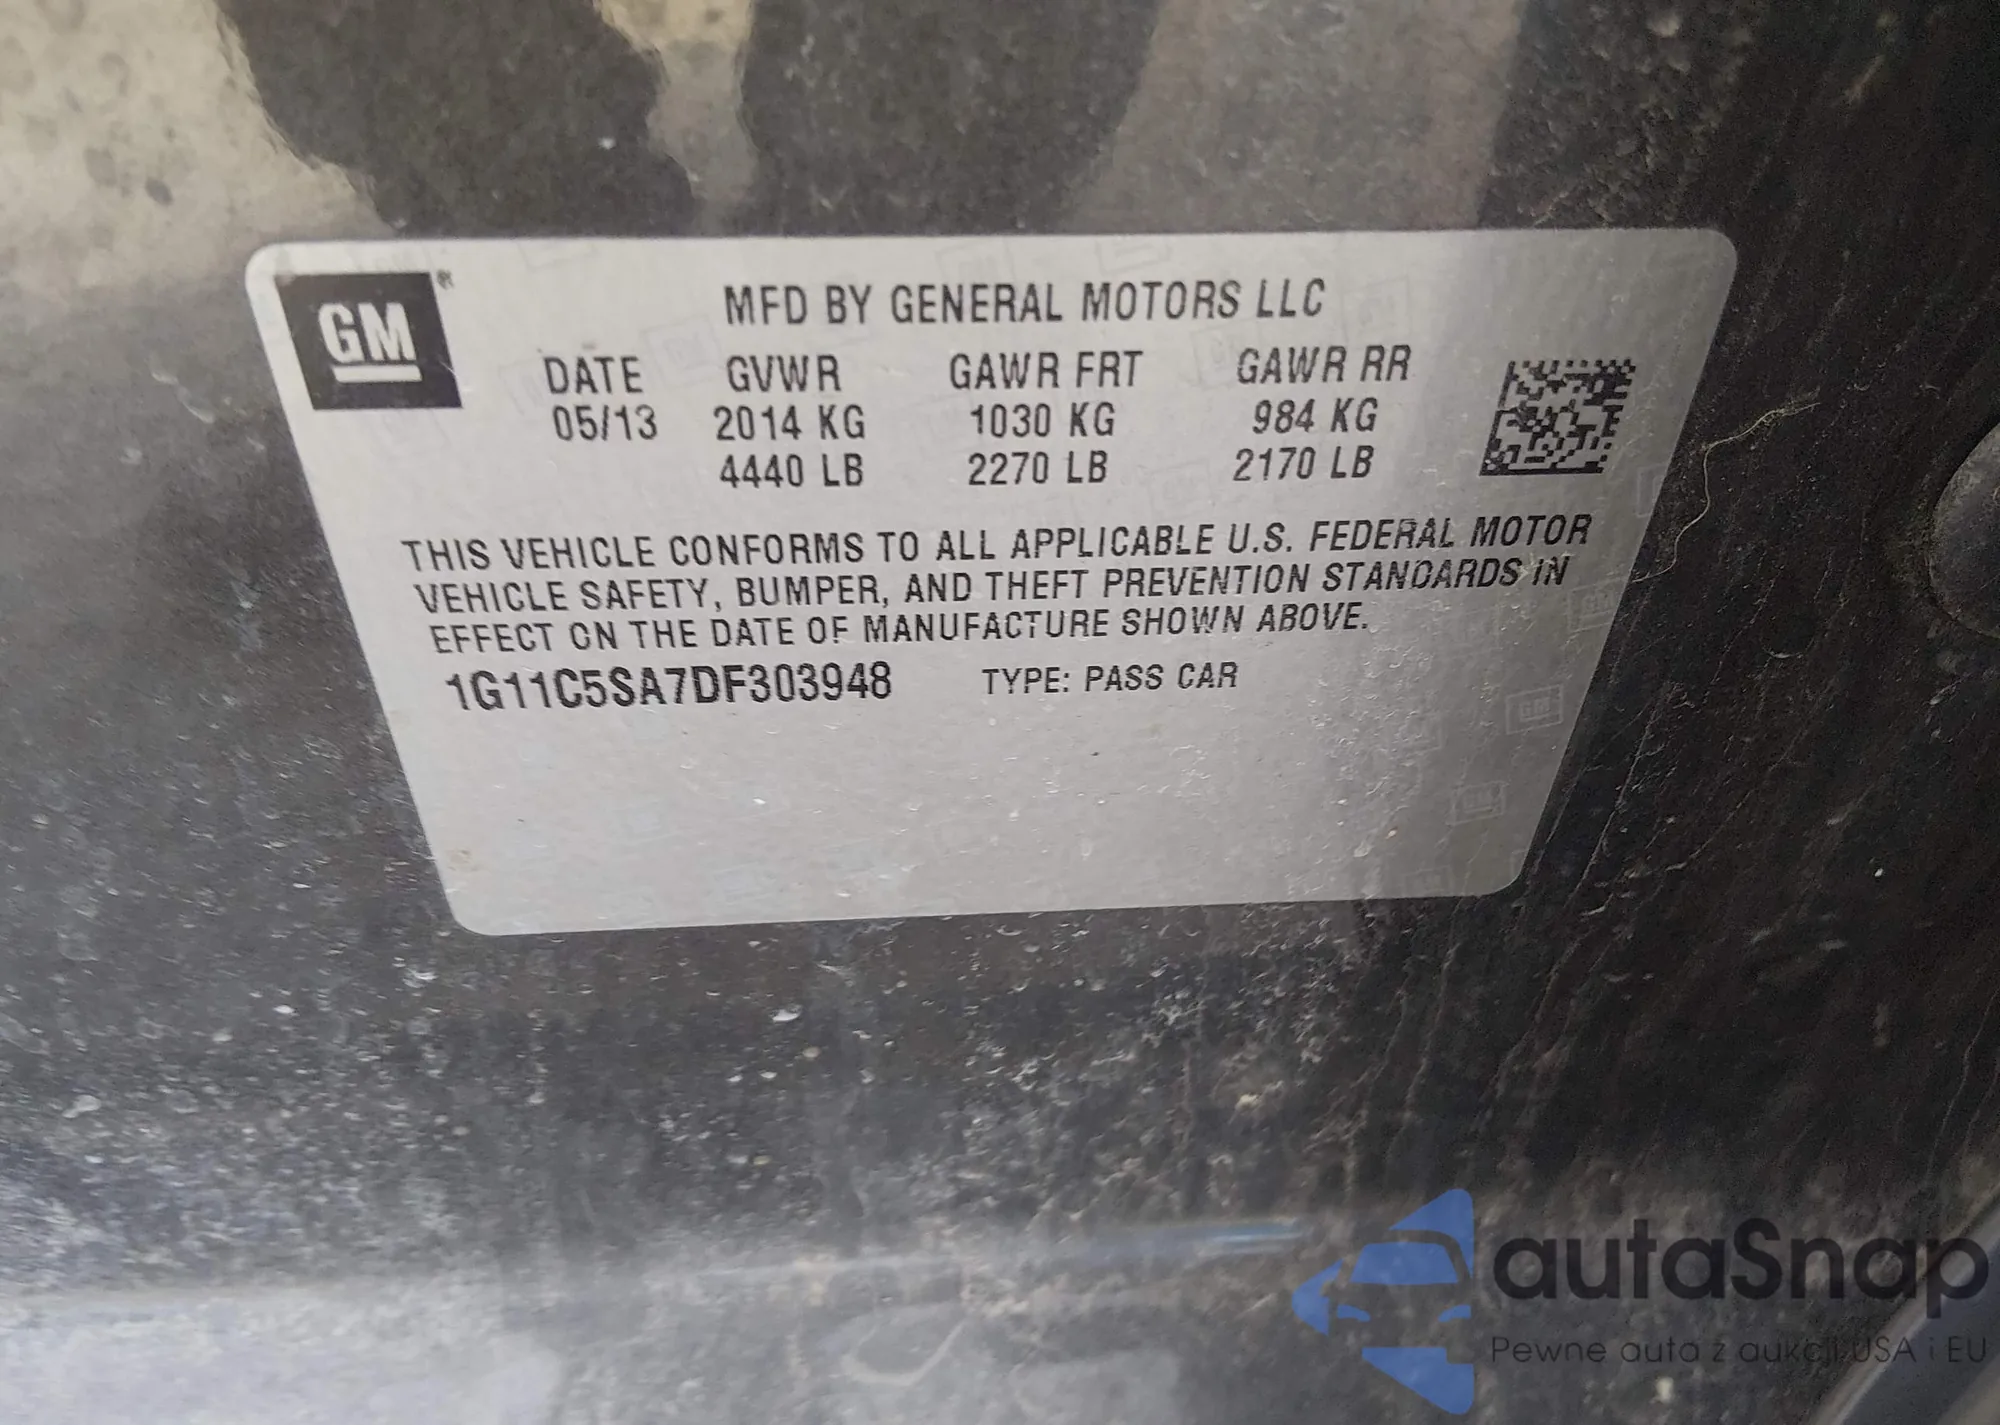 GM®
MFD BY GENERAL MOTORS LLC
DATE GVWR GAWR FRT GAWR RR
05/13 2014 KG 1030 KG 984 KG
4440 LB 2270 LB 2170 LB
THIS VEHICLE CONFORMS TO ALL APPLICABLE U.S. FEDERAL MOTOR
VEHICLE SAFETY, BUMPER, AND THEFT PREVENTION STANDARDS IN
EFFECT ON THE DATE OF MANUFACTURE SHOWN ABOVE.
1G11C5SA7DF303948 TYPE: PASS CAR
autaSnap
Pewne auta z aukcji USA i EU